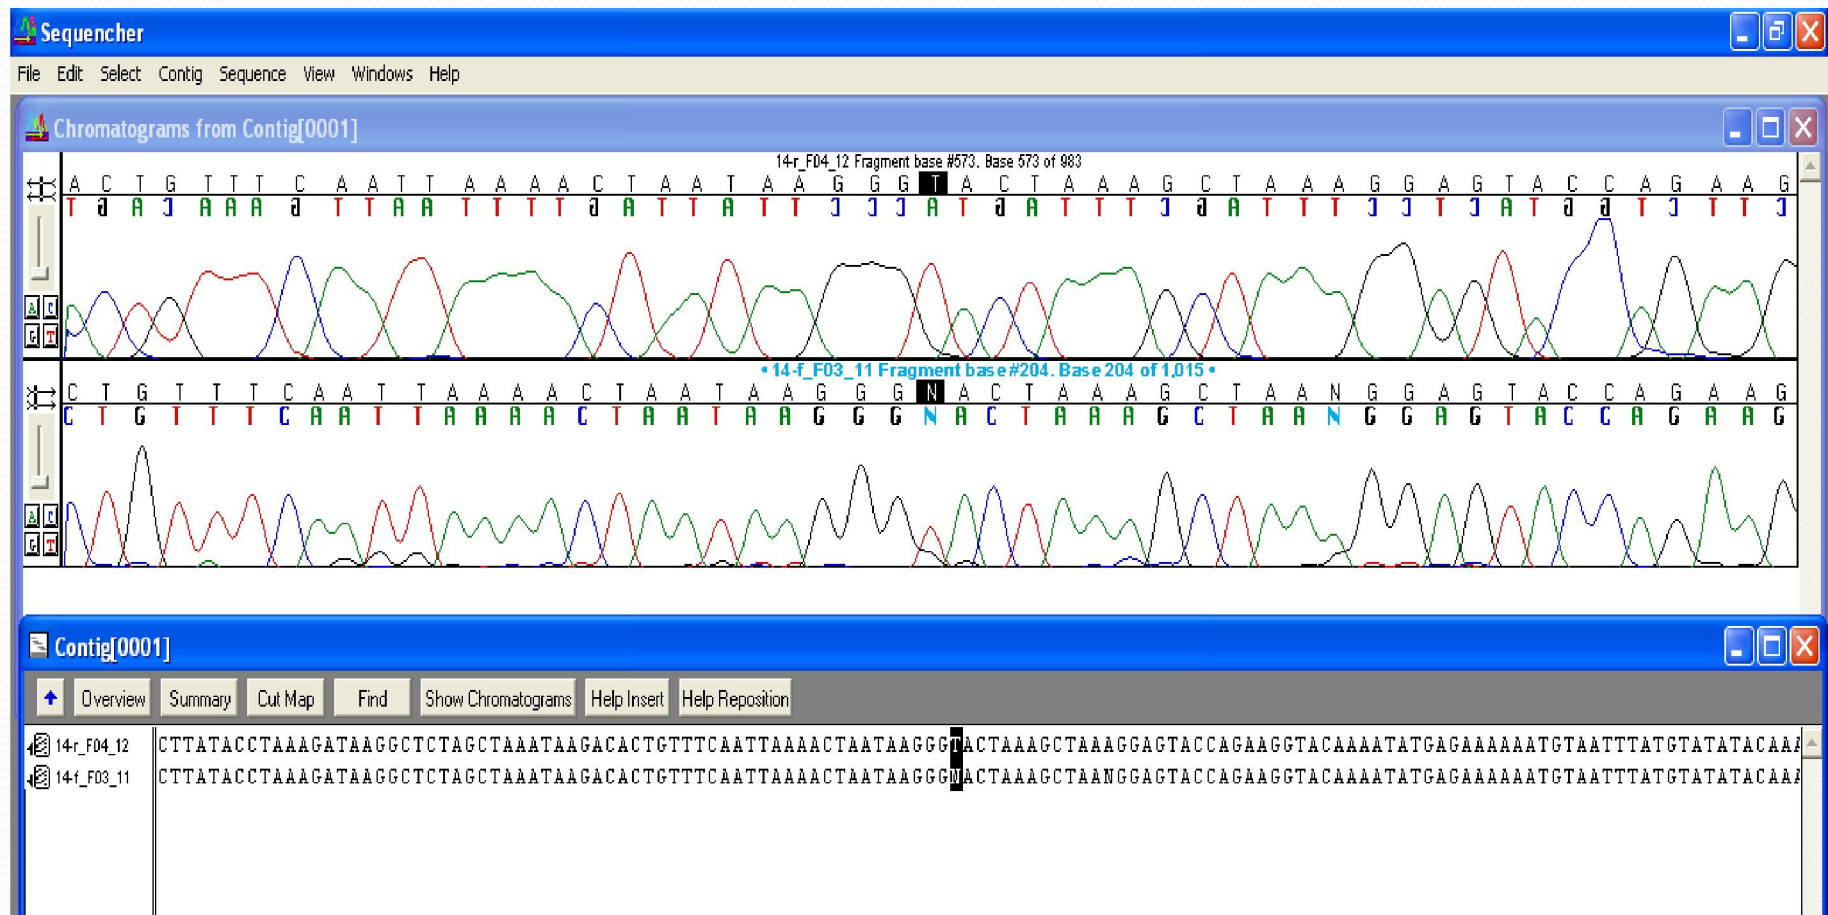 Sequencher
File Edit Select Contig Sequence View Windows Help
Chromatograms from Contig[0001]
14-r_F04_12 Fragment base #573. Base 573 of 983
A C T G T T T C A A T T A A A A C T A A T A A G G G T A C T A A A G C T A A A G G A G T A C C A G A A G
T G A C A A A G T T A A T T T T G A T T A T T C C C A T G A T T T C G A T T T C C T C A T G G T C T T C
A C
G T
• 14-f_F03_11 Fragment base #204. Base 204 of 1,015 •
C T G T T T C A A T T A A A A C T A A T A A G G G N A C T A A A G C T A A N G G A G T A C C A G A A G
C T G T T T C A A T T A A A A C T A A T A A G G G N A C T A A A G C T A A N G G A G T A C C A G A A G
A C
G T
Contig[0001]
Overview Summary Cut Map Find Show Chromatograms Help Insert Help Reposition
14-r_F04_12 CTTATACCTAAAGATAAGGCTCTAGCTAAATAAGACACTGTTTCAATTAAAACTAATAAGGGTACTAAAGCTAAAGGAGTACCAGAAGGTACAAAATATGAGAAAAAATGTAATTTATGTATATACAAA
14-f_F03_11 CTTATACCTAAAGATAAGGCTCTAGCTAAATAAGACACTGTTTCAATTAAAACTAATAAGGGNACTAAAGCTAANGGAGTACCAGAAGGTACAAAATATGAGAAAAAATGTAATTTATGTATATACAAA